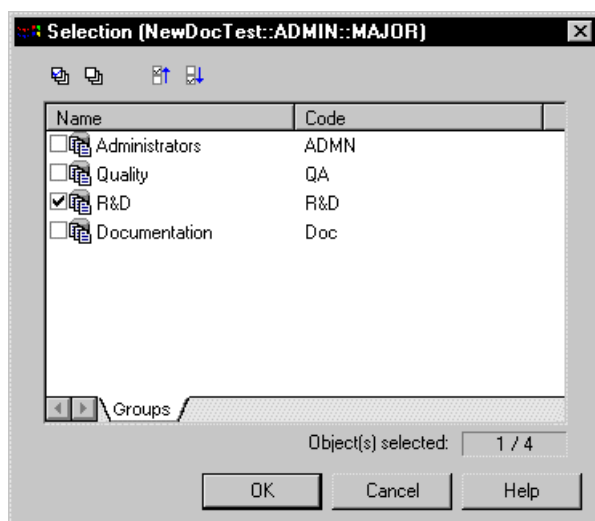 Selection (NewDocTest::ADMIN::MAJOR)
Name Code
Administrators ADMN
Quality QA
R&D R&D
Documentation Doc
Groups
Object(s) selected: 1 / 4
OK Cancel Help